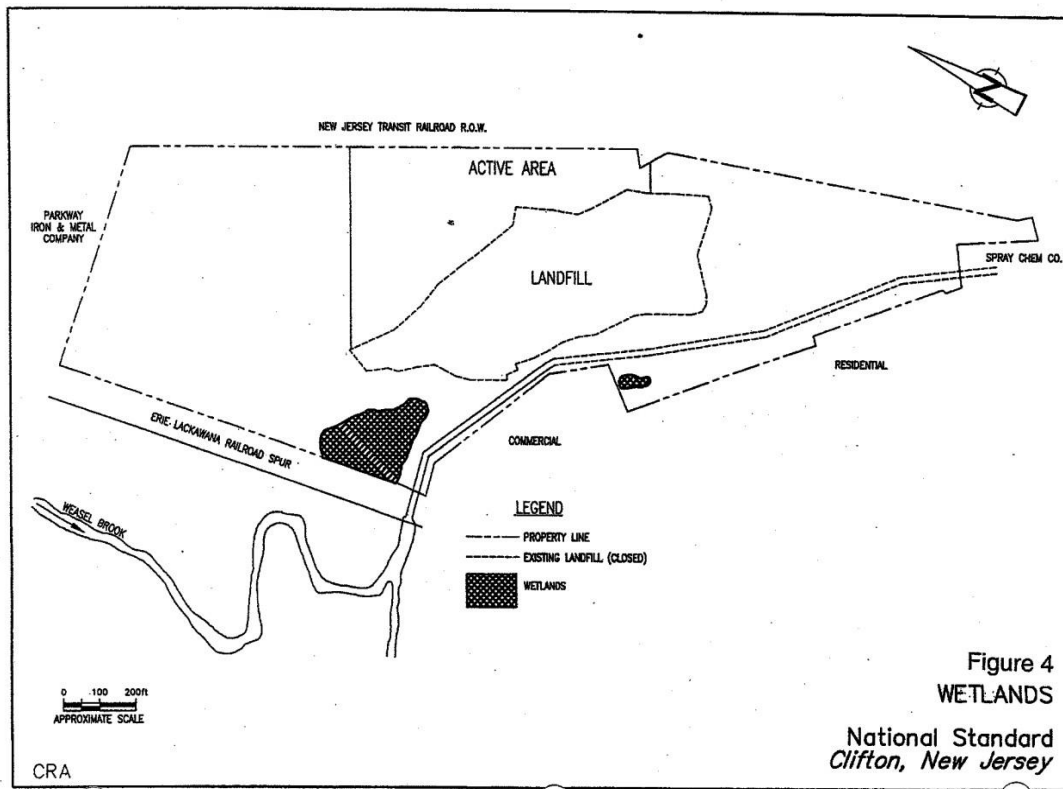 N
NEW JERSEY TRANSIT RAILROAD R.O.W.
ACTIVE AREA
PARKWAY
IRON & METAL
COMPANY
LANDFILL
SPRAY CHEM CO.
RESIDENTIAL
ERIE LACKAWANA RAILROAD SPUR
COMMERCIAL
WEASEL BROOK
LEGEND
PROPERTY LINE
EXISTING LANDFILL (CLOSED)
WETLANDS
0 100 200ft
APPROXIMATE SCALE
Figure 4
WETLANDS
National Standard
Clifton, New Jersey
CRA